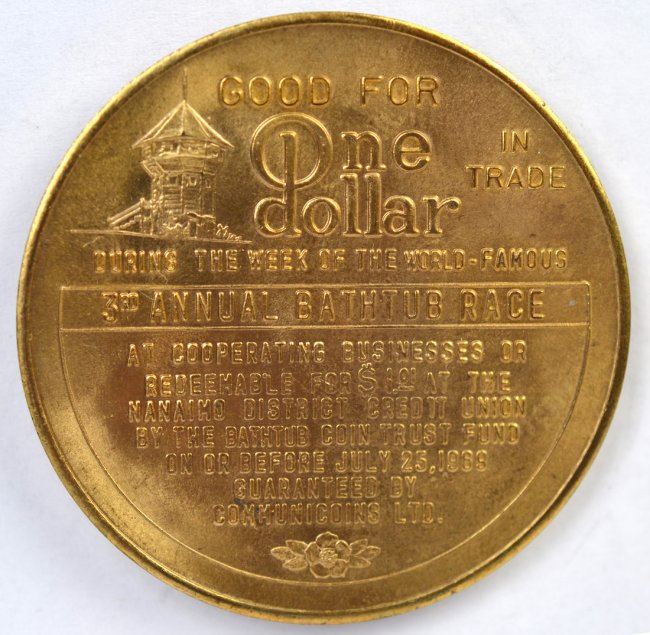 GOOD FOR
One dollar
IN TRADE
DURING THE WEEK OF THE WORLD-FAMOUS
3RD ANNUAL BATHTUB RACE
AT COOPERATING BUSINESSES OR
REDEEMABLE FOR $1.00 AT THE
NANAIMO DISTRICT CREDIT UNION
BY THE BATHTUB COIN TRUST FUND
ON OR BEFORE JULY 25, 1969
GUARANTEED BY
COMMUNICOINS LTD.